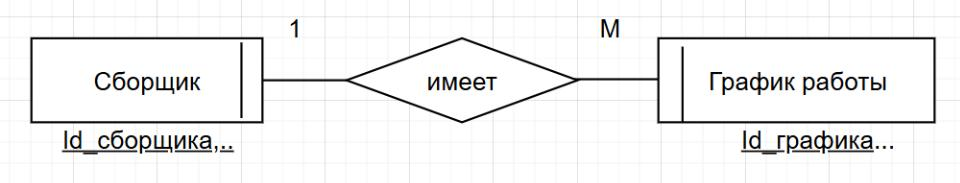 1
M
Сборщик
имеет
График работы
Id_сборщика,..
Id_графика...